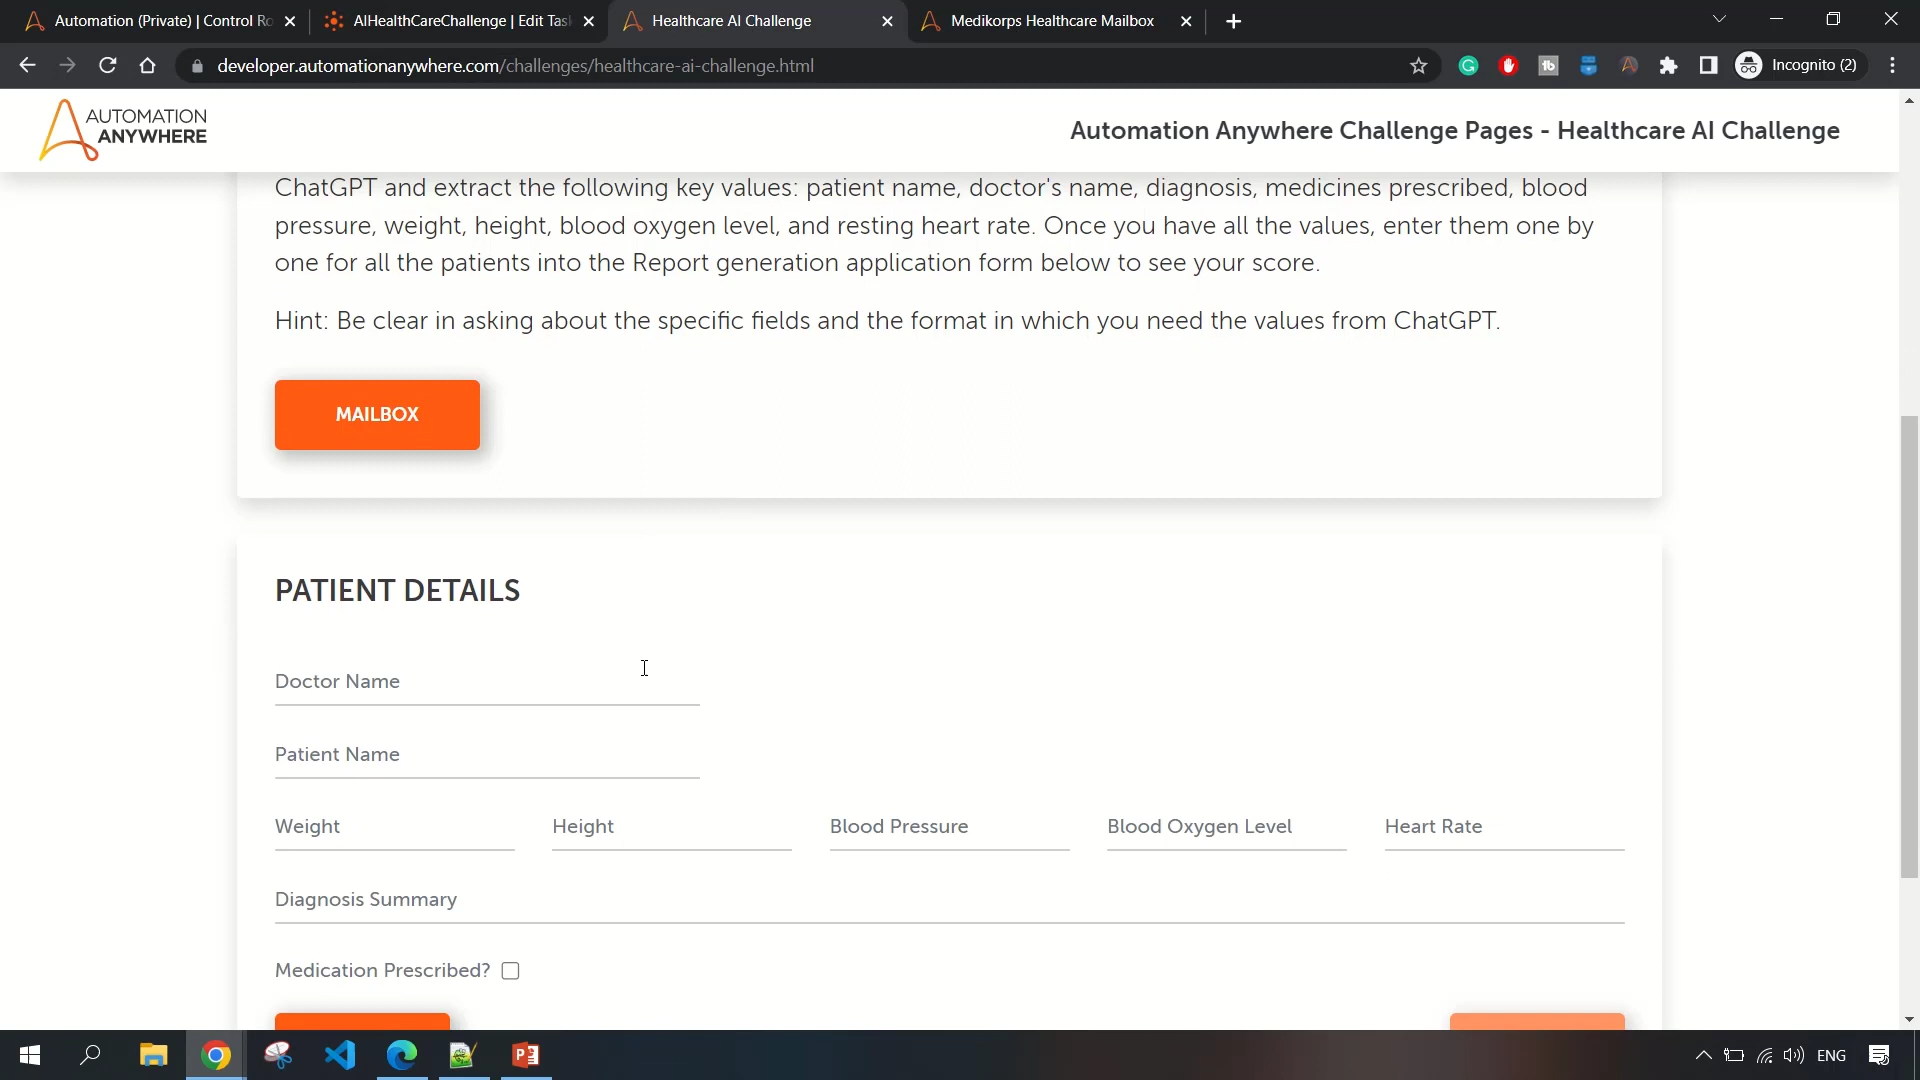 Automation (Private) | Control Ro
AIHealthCareChallenge | Edit Tas
Healthcare AI Challenge
Medikorps Healthcare Mailbox
developer.automationanywhere.com/challenges/healthcare-ai-challenge.html
Incognito (2)
AUTOMATION
ANYWHERE
Automation Anywhere Challenge Pages - Healthcare AI Challenge
ChatGPT and extract the following key values: patient name, doctor's name, diagnosis, medicines prescribed, blood
pressure, weight, height, blood oxygen level, and resting heart rate. Once you have all the values, enter them one by
one for all the patients into the Report generation application form below to see your score.
Hint: Be clear in asking about the specific fields and the format in which you need the values from ChatGPT.
MAILBOX
PATIENT DETAILS
Doctor Name
Patient Name
Weight
Height
Blood Pressure
Blood Oxygen Level
Heart Rate
Diagnosis Summary
Medication Prescribed?
ENG